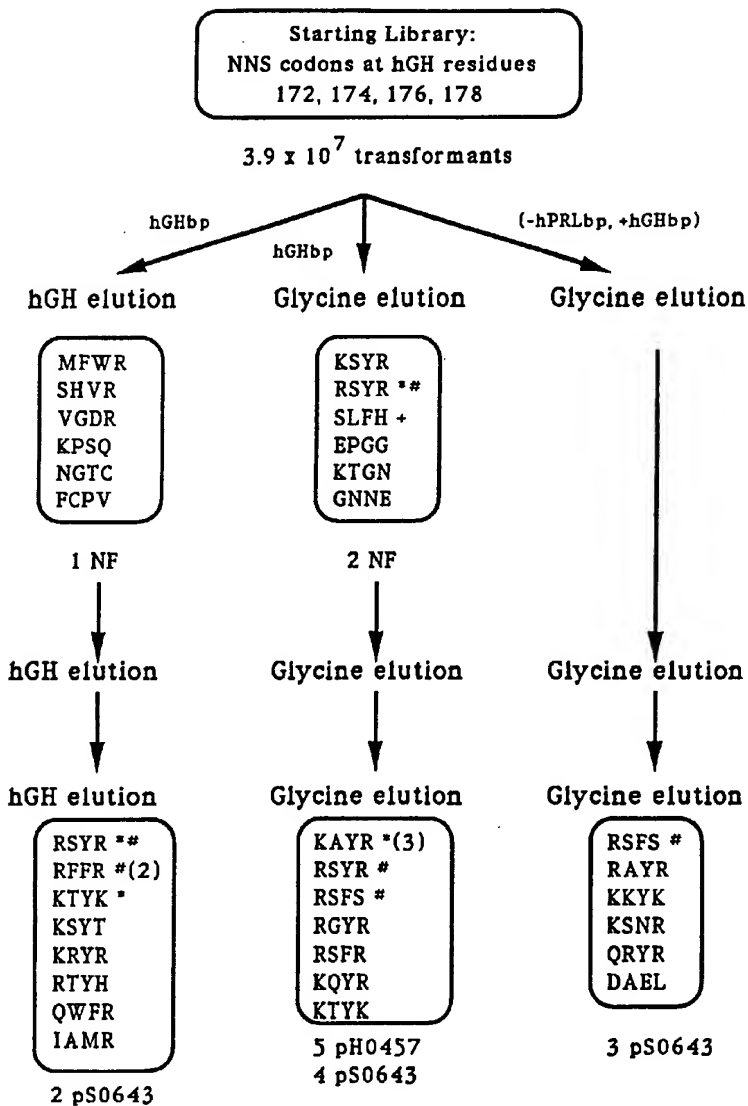 Starting Library:
NNS codons at hGH residues
172, 174, 176, 178
3.9 x 10^7 transformants
hGHbp
hGHbp
(-hPRLbp, +hGHbp)
hGH elution
Glycine elution
Glycine elution
MFWR
SHVR
VGDR
KPSQ
NGTC
FCPV
1 NF
KSYR
RSYR *#
SLFH +
EPGG
KTGN
GNNE
2 NF
hGH elution
Glycine elution
Glycine elution
hGH elution
Glycine elution
Glycine elution
RSYR *#
RFFR #(2)
KTYK *
KSYT
KRYR
RTYH
QWFR
IAMR
2 pS0643
KAYR *(3)
RSYR #
RSFS #
RGYR
RSFR
KQYR
KTYK
5 pH0457
4 pS0643
RSFS #
RAYR
KKYK
KSNR
QRYR
DAEL
3 pS0643